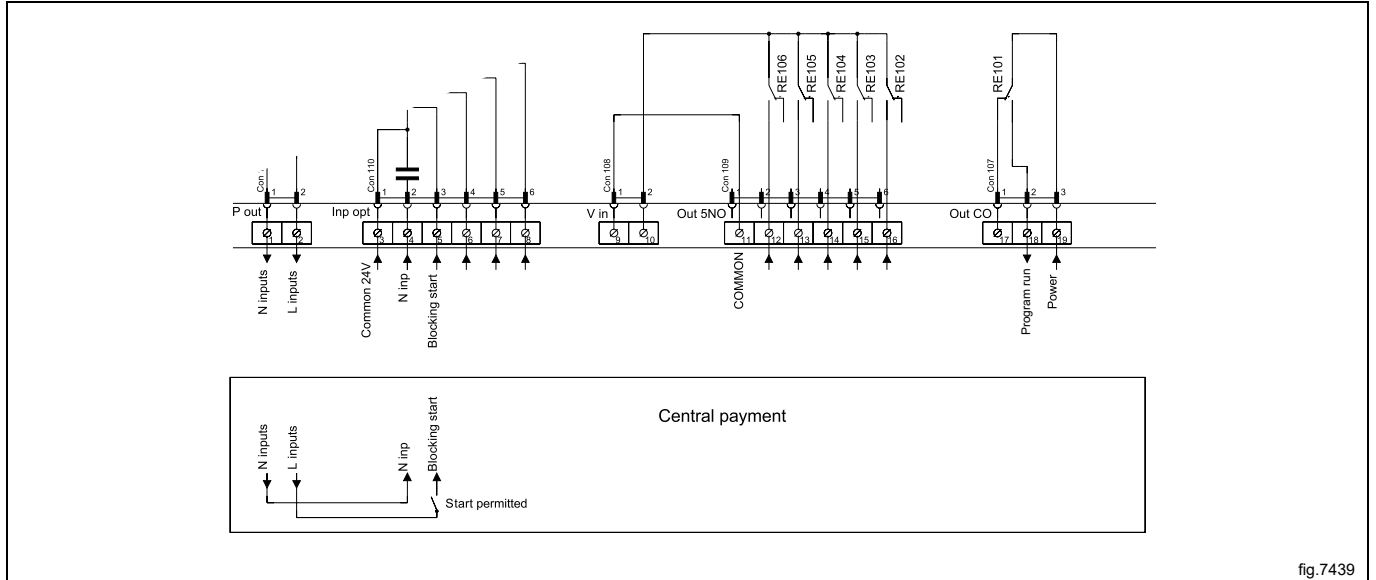 RE106
RE105
RE104
RE103
RE102
RE101
Con 1
1
2
Con 110
1
2
3
4
5
6
Con 108
1
2
Con 109
1
2
3
4
5
6
Con 107
1
2
3
P out
Inp opt
V in
Out 5NO
Out CO
1
2
3
4
5
6
7
8
9
10
11
12
13
14
15
16
17
18
19
N inputs
L inputs
Common 24V
N inp
Blocking start
COMMON
Program run
Power
Central payment
N inputs
L inputs
N inp
Blocking start
Start permitted
fig.7439